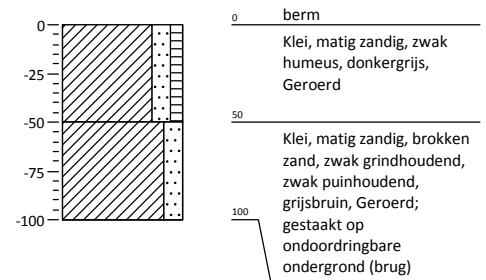 0
-25
-50
-75
-100
0
berm
Klei, matig zandig, zwak
humeus, donkergrijs,
Geroerd
50
Klei, matig zandig, brokken
zand, zwak grindhoudend,
zwak puinhoudend,
grijsbruin, Geroerd;
gestaakt op
ondoordringbare
ondergrond (brug)
100